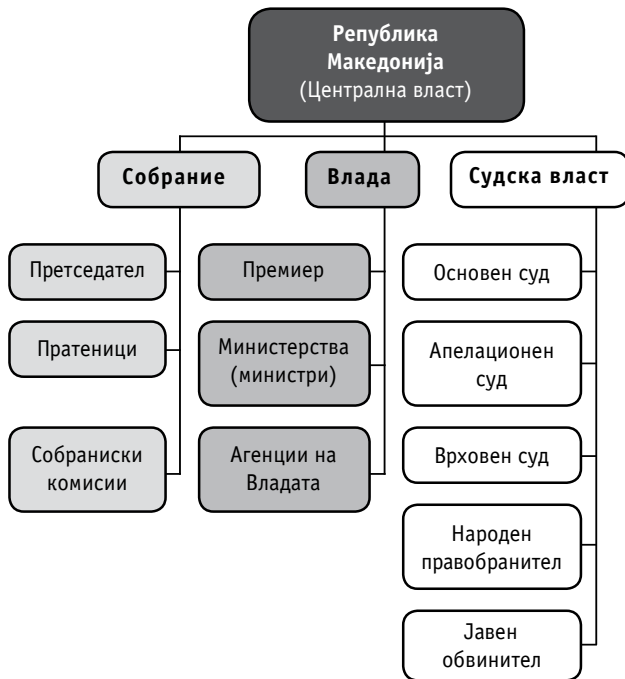 Република
Македонија
(Централна власт)
Собрание
Влада
Судска власт
Претседател
Пратеници
Собраниски
комисии
Премиер
Министерства
(министри)
Агенции на
Владата
Основен суд
Апелационен
суд
Врховен суд
Народен
правобранител
Јавен
обвинител